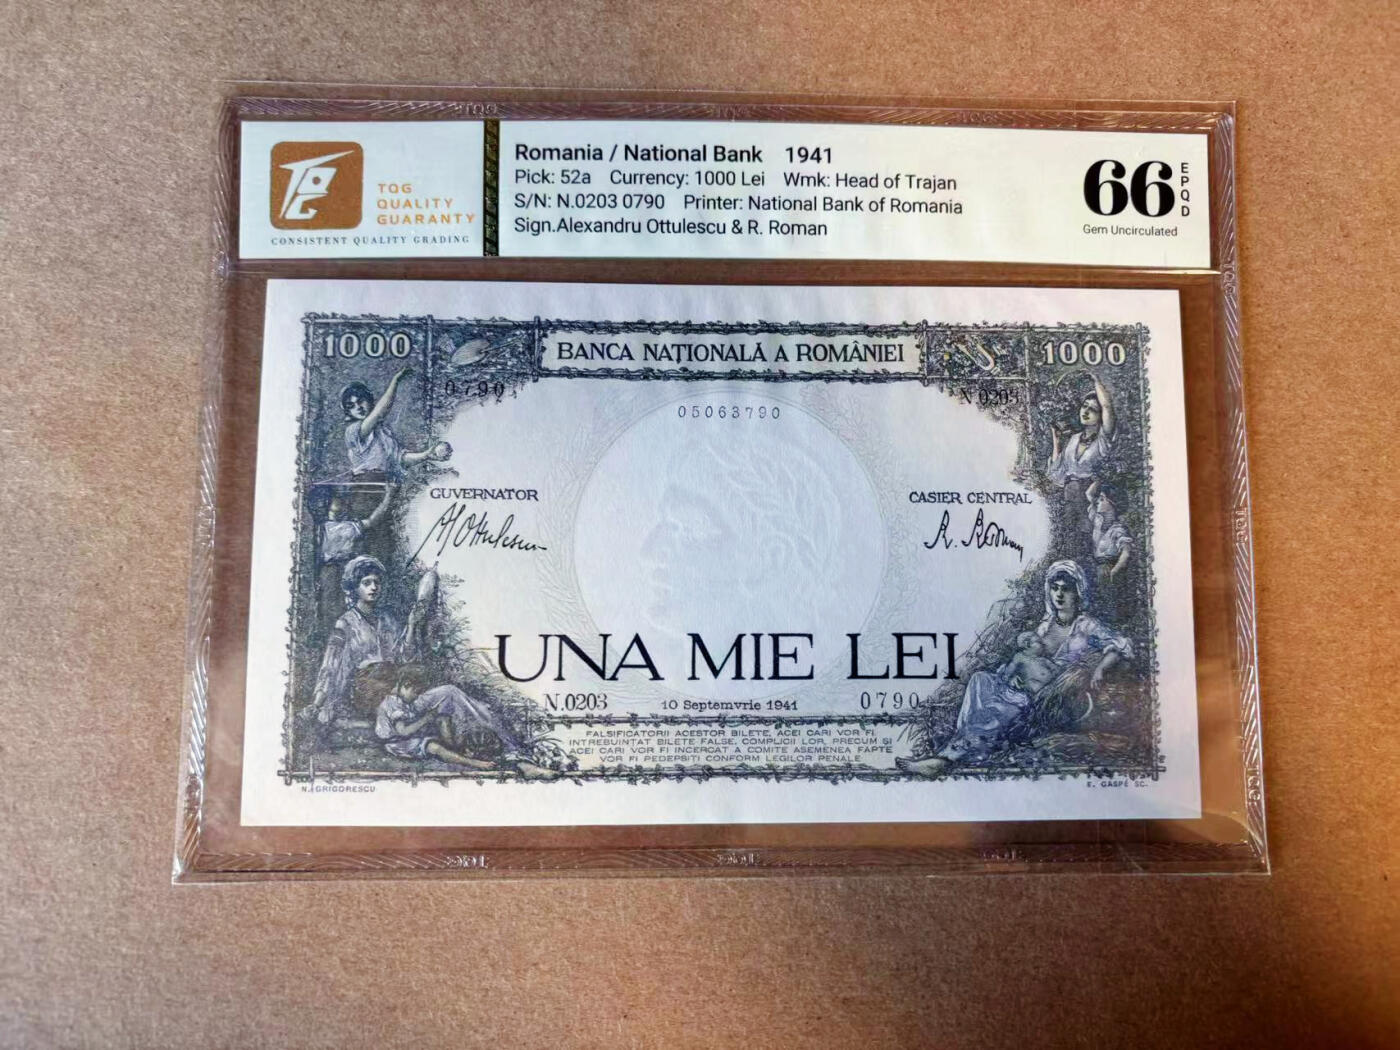 TQG
QUALITY
GUARANTY
CONSISTENT QUALITY GRADING
Romania / National Bank 1941
Pick: 52a Currency: 1000 Lei Wmk: Head of Trajan
S/N: N.0203 0790 Printer: National Bank of Romania
Sign.Alexandru Ottulescu & R. Roman
66
EPQD
Gem Uncirculated
1000 BANCA NAȚIONALĂ A ROMÂNIEI 1000
0790 N.0203
05063790
GUVERNATOR CASIER CENTRAL
A Ottulescu R. Roman
UNA MIE LEI
N.0203 10 Septemvrie 1941 0790
FALSIFICATORII ACESTOR BILETE, ACEI CARI VOR FI
INTREBUINȚAT BILETE FALSE, COMPLICII LOR, PRECUM ȘI
ACEI CARI VOR FI INCERCAT A COMITE ASEMENEA FAPTE
VOR FI PEDEPSIȚI CONFORM LEGILOR PENALE
N. GRIGORESCU E. GASPÉ SC.